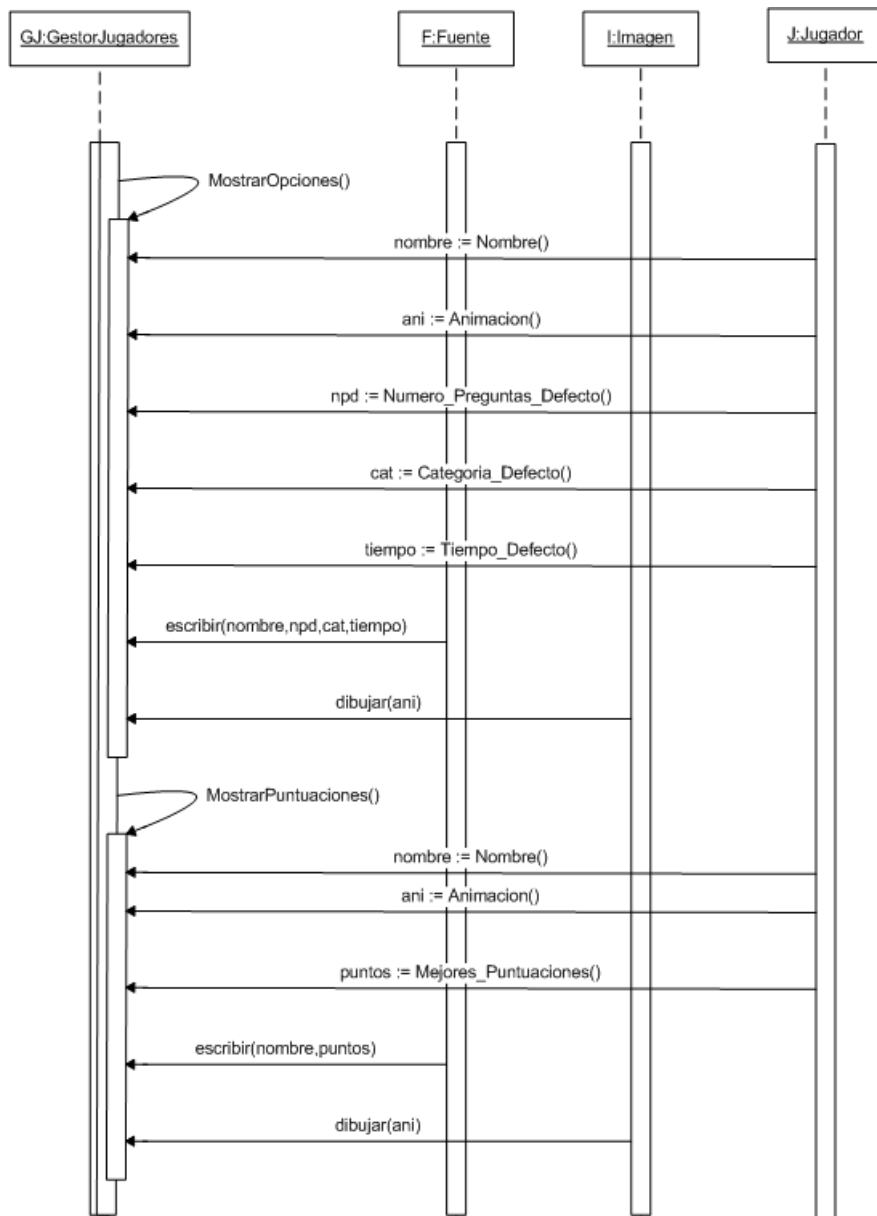 GJ:GestorJugadores
F:Fuente
I:Imagen
J:Jugador
MostrarOpciones()
nombre := Nombre()
ani := Animacion()
npd := Numero_Preguntas_Defecto()
cat := Categoria_Defecto()
tiempo := Tiempo_Defecto()
escribir(nombre,npd,cat,tiempo)
dibujar(ani)
MostrarPuntuaciones()
nombre := Nombre()
ani := Animacion()
puntos := Mejores_Puntuaciones()
escribir(nombre,puntos)
dibujar(ani)